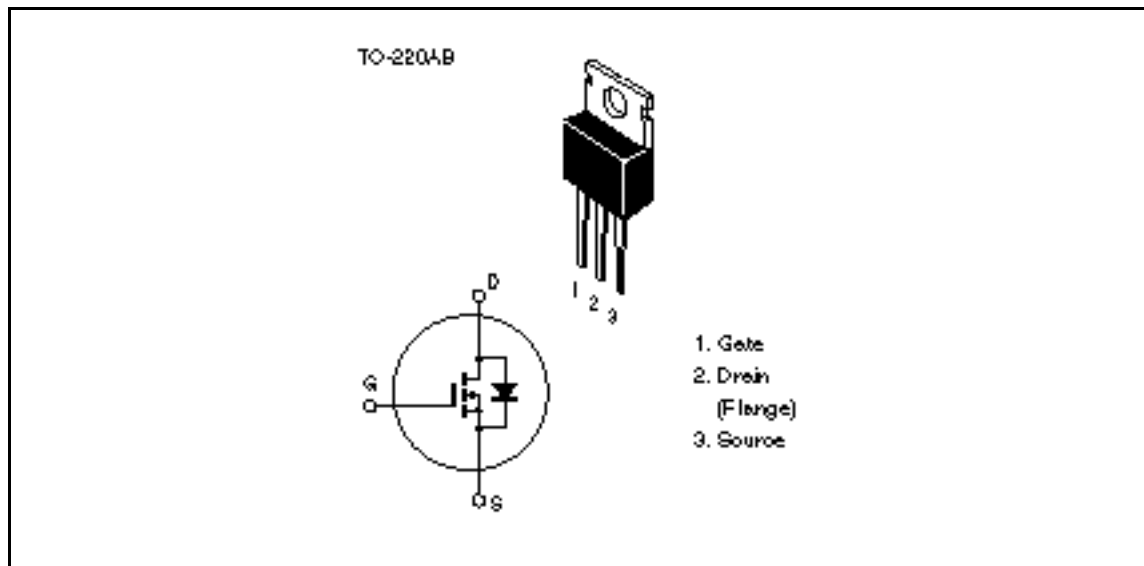 TO-220AB
1
2
3
D
G
S
1. Gate
2. Drain
(Flange)
3. Source